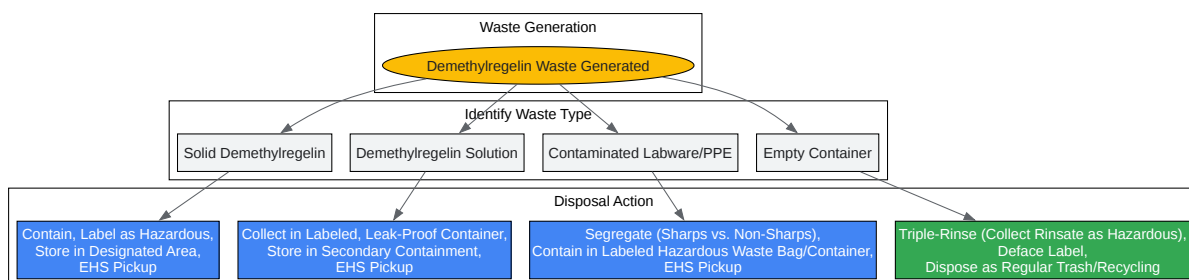 Waste Generation
Demethylregelin Waste Generated
Identify Waste Type
Solid Demethylregelin
Demethylregelin Solution
Contaminated Labware/PPE
Empty Container
Disposal Action
Contain, Label as Hazardous,
Store in Designated Area,
EHS Pickup
Collect in Labeled, Leak-Proof Container,
Store in Secondary Containment,
EHS Pickup
Segregate (Sharps vs. Non-Sharps),
Contain in Labeled Hazardous Waste Bag/Container,
EHS Pickup
Triple-Rinse (Collect Rinsate as Hazardous),
Deface Label,
Dispose as Regular Trash/Recycling